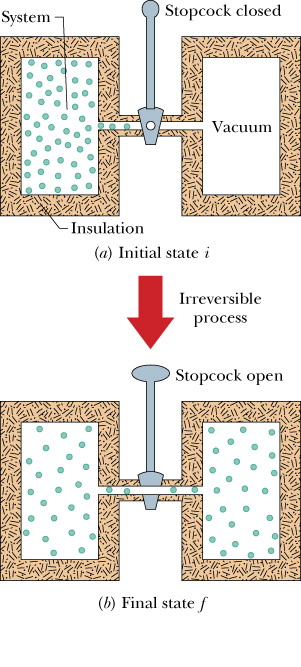 System
Stopcock closed
Vacuum
Insulation
(a) Initial state i
Irreversible
process
Stopcock open
(b) Final state f